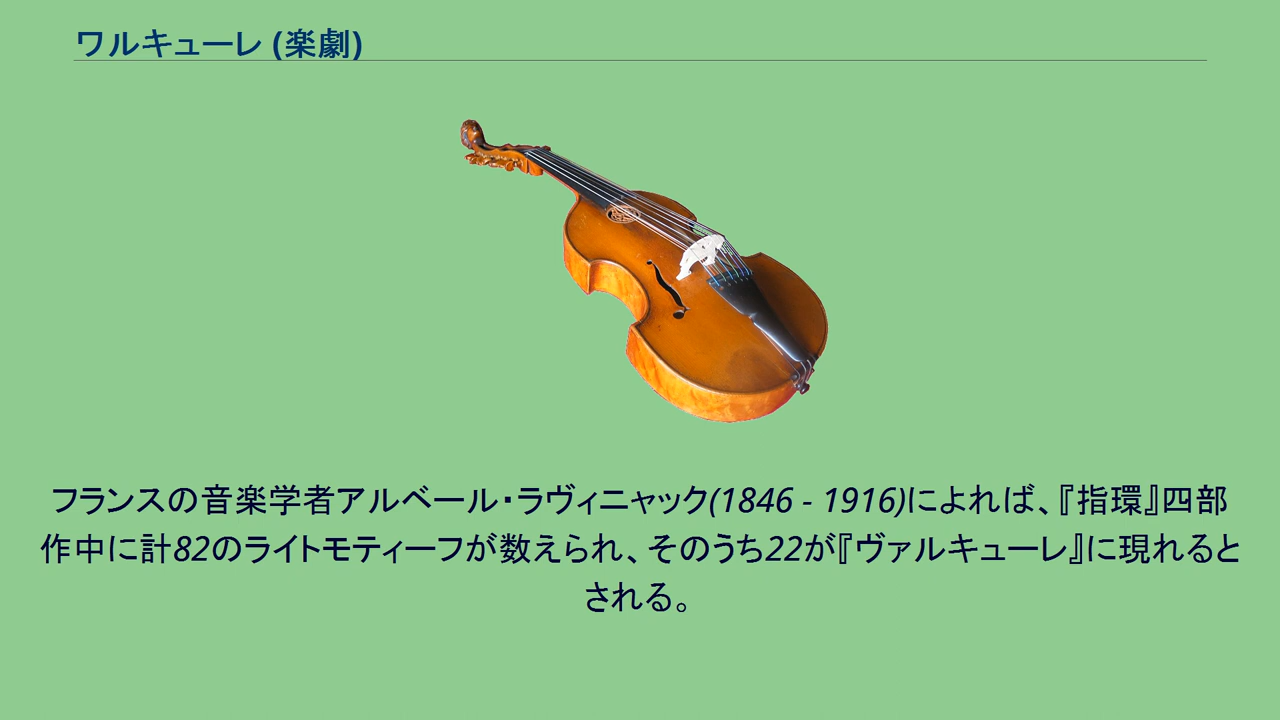 ワルキューレ (楽劇)
フランスの音楽学者アルベール・ラヴィニャック(1846 - 1916)によれば、『指環』四部
作中に計82のライトモティーフが数えられ、そのうち22が『ヴァルキューレ』に現れると
される。